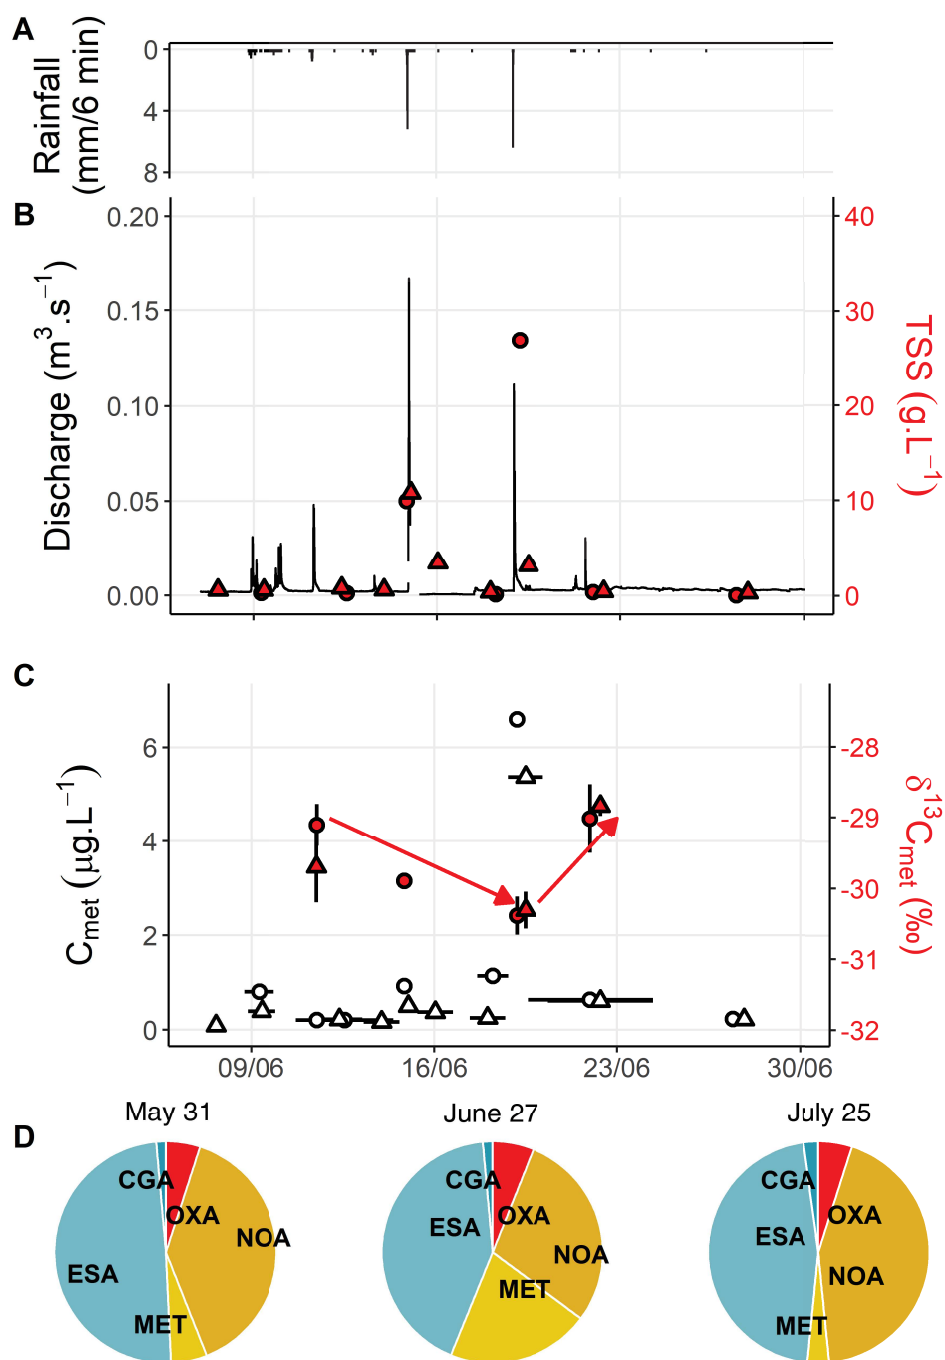 A
Rainfall
(mm/6 min)
0
4
8
B
Discharge (m³.s⁻¹)
0.20
0.15
0.10
0.05
0.00
40
30
20
10
0
TSS (g.L⁻¹)
C
C_met (μg.L⁻¹)
6
4
2
0
-28
-29
-30
-31
-32
δ¹³C_met (‰)
09/06 16/06 23/06 30/06
D
May 31
CGA
OXA
NOA
ESA
MET
June 27
CGA
OXA
ESA
NOA
MET
July 25
CGA
OXA
ESA
NOA
MET